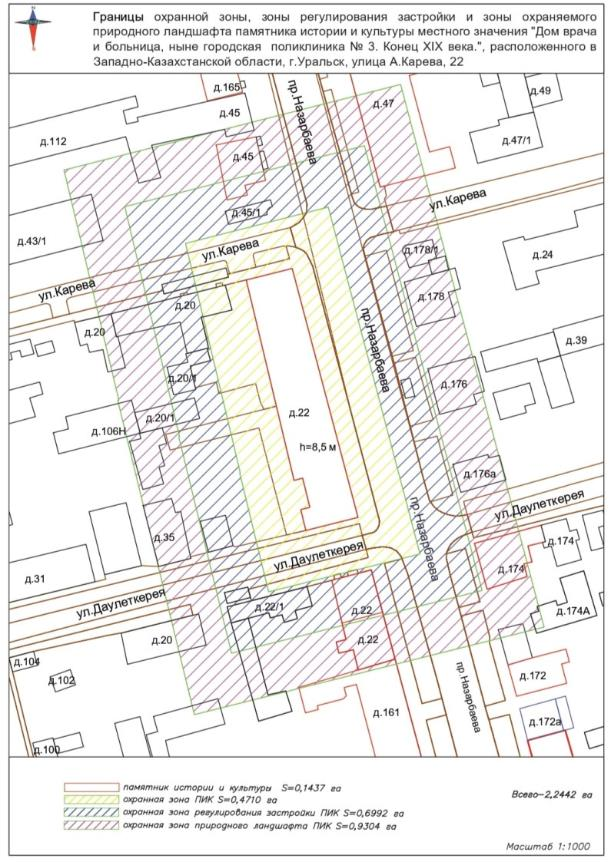 Границы охранной зоны, зоны регулирования застройки и зоны охраняемого
природного ландшафта памятника истории и культуры местного значения "Дом врача
и больница, ныне городская поликлиника № 3. Конец XIX века.", расположенного в
Западно-Казахстанской области, г.Уральск, улица А.Карева, 22
д.165
д.45
пр.Назарбаева
д.47
д.49
д.112
д.45
д.47/1
ул.Карева
д.45/1
д.43/1
ул.Карева
д.178/1
д.24
ул.Карева
д.20
д.178
д.20
пр.Назарбаева
д.39
д.20/1
д.176
д.20/1
д.22
д.106Н
h=8,5 м
д.176а
пр.Назарбаева
ул.Даулеткерея
д.35
д.174
ул.Даулеткерея
д.31
д.174
ул.Даулеткерея
д.22/1
д.22
д.174А
д.20
д.22
д.104
д.102
пр.Назарбаева
д.172
д.161
д.172а
д.100
памятник истории и культуры S=0,1437 га
охранная зона ПИК S=0,4710 га
охранная зона регулирования застройки ПИК S=0,6992 га
охранная зона природного ландшафта ПИК S=0,9304 га
Всего-2,2442 га
Масштаб 1:1000